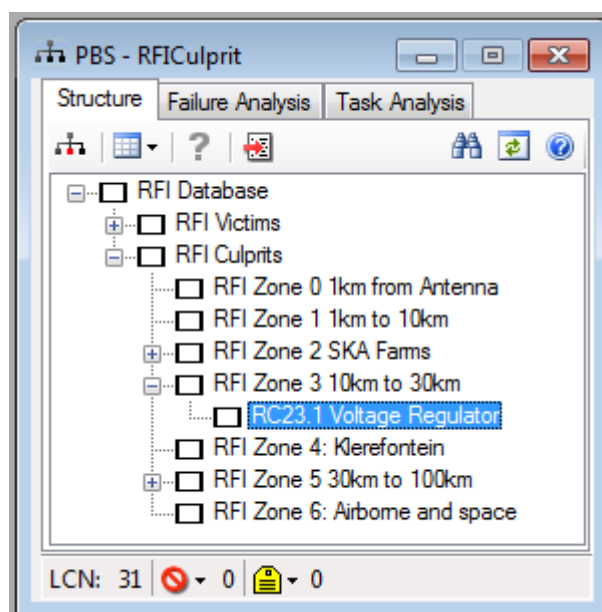 PBS - RFICulprit
Structure Failure Analysis Task Analysis
RFI Database
RFI Victims
RFI Culprits
RFI Zone 0 1km from Antenna
RFI Zone 1 1km to 10km
RFI Zone 2 SKA Farms
RFI Zone 3 10km to 30km
RC23.1 Voltage Regulator
RFI Zone 4: Klerefontein
RFI Zone 5 30km to 100km
RFI Zone 6: Airborne and space
LCN: 31 0 0